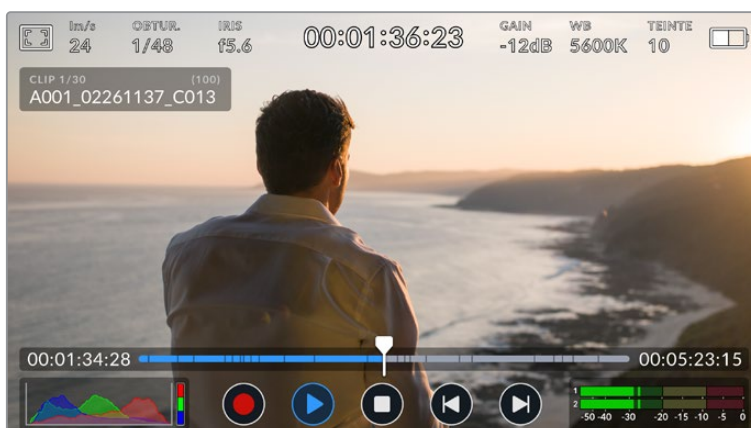 Im/s OBTUR. IRIS 00:01:36:23 GAIN WB TEINTE
24 1/48 f5.6 -12dB 5600K 10
CLIP 1/30 (100)
A001_02261137_C013
00:01:34:28 00:05:23:15
1
2
-50 -40 -30 -20 -15 -10 -5 0